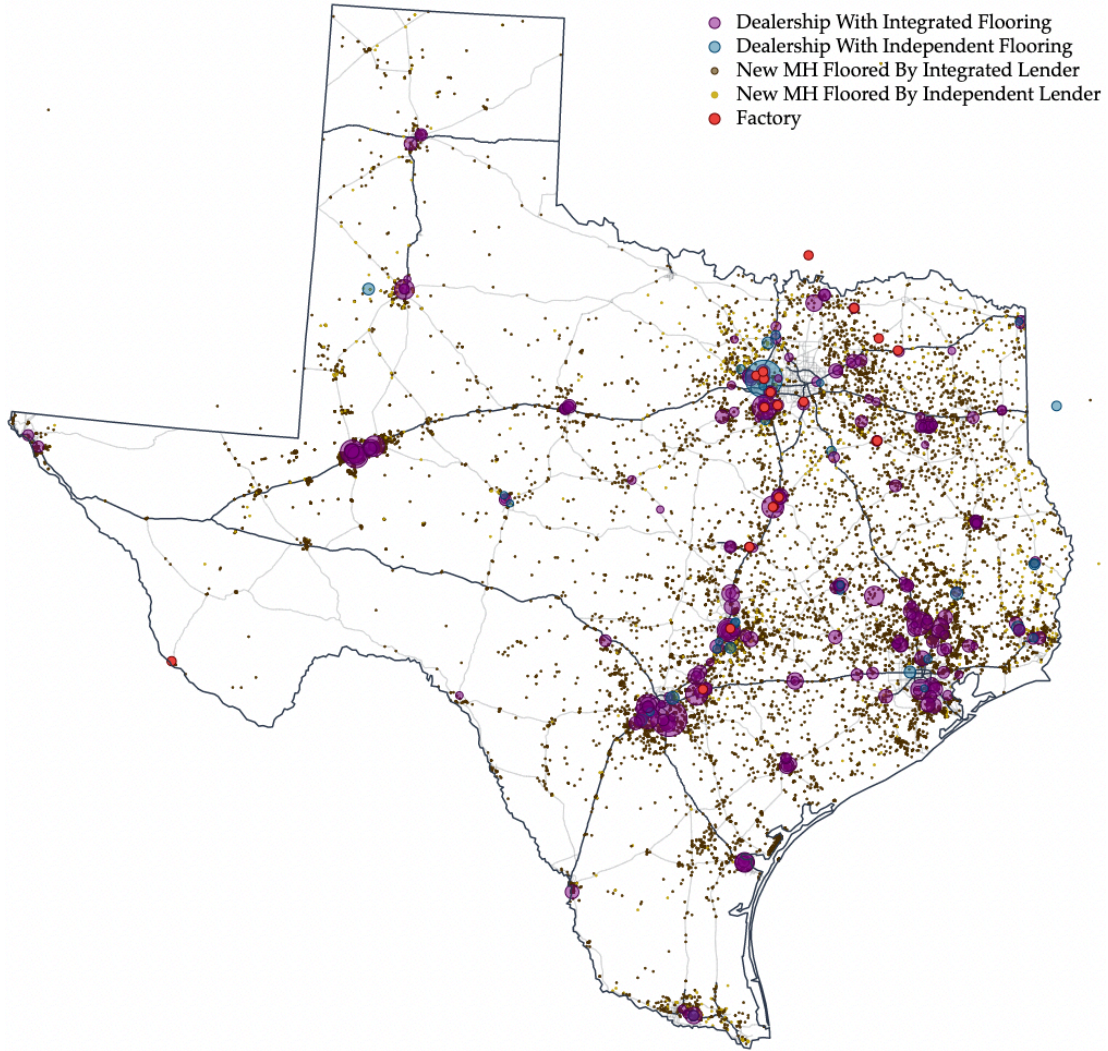 Dealership With Integrated Flooring
Dealership With Independent Flooring
New MH Floored By Integrated Lender
New MH Floored By Independent Lender
Factory